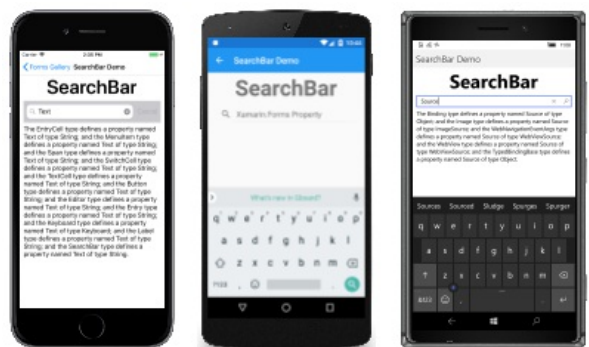 Carrier
2:05 PM
Forms Gallery SearchBar Demo
SearchBar
Text
Cancel
The EntryCell type defines a property named
Text of type String; and the MenuItem type
defines a property named Text of type String;
and the Span type defines a property named
Text of type String; and the SwitchCell type
defines a property named Text of type String;
and the TextCell type defines a property
named Text of type String; and the Button
type defines a property named Text of type
String; and the Editor type defines a property
named Text of type String; and the Entry type
defines a property named Text of type String;
and the Keyboard type defines a property
named Text of type Keyboard; and the Label
type defines a property named Text of type
String; and the SearchBar type defines a
property named Text of type String.
SearchBar Demo
SearchBar
Xamarin.Forms Property
What's new in Gboard?
q w e r t y u i o p
a s d f g h j k l
z x c v b n m
?123 , .
SearchBar Demo
SearchBar
Source
The Binding type defines a property named Source of type
Object; and the Image type defines a property named Source
of type ImageSource; and the WebNavigationEventArgs type
defines a property named Source of type WebViewSource;
and the WebView type defines a property named Source of
type WebViewSource; and the TypedBindingBase type defines
a property named Source of type Object.
Sources Sourced Sludge Spurges Spurger
q w e r t y u i o p
a s d f g h j k l
z x c v b n m
&123 , .